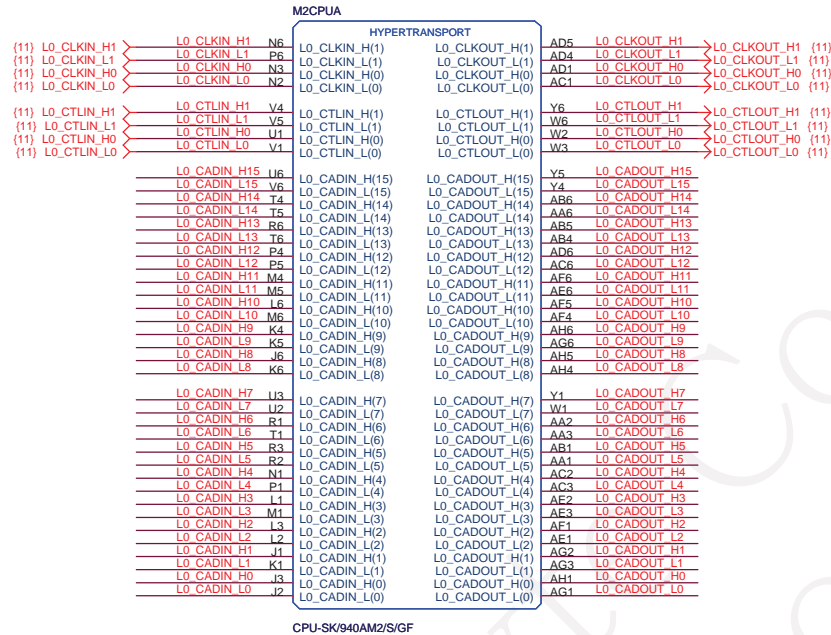 M2CPUA
HYPERTRANSPORT
{11} L0_CLKIN_H1 L0_CLKIN_H1 N6 L0_CLKIN_H(1) L0_CLKOUT_H(1) AD5 L0_CLKOUT_H1 L0_CLKOUT_H1 {11}
{11} L0_CLKIN_L1 L0_CLKIN_L1 P6 L0_CLKIN_L(1) L0_CLKOUT_L(1) AD4 L0_CLKOUT_L1 L0_CLKOUT_L1 {11}
{11} L0_CLKIN_H0 L0_CLKIN_H0 N3 L0_CLKIN_H(0) L0_CLKOUT_H(0) AD1 L0_CLKOUT_H0 L0_CLKOUT_H0 {11}
{11} L0_CLKIN_L0 L0_CLKIN_L0 N2 L0_CLKIN_L(0) L0_CLKOUT_L(0) AC1 L0_CLKOUT_L0 L0_CLKOUT_L0 {11}
{11} L0_CTLIN_H1 L0_CTLIN_H1 V4 L0_CTLIN_H(1) L0_CTLOUT_H(1) Y6 L0_CTLOUT_H1 L0_CTLOUT_H1 {11}
{11} L0_CTLIN_L1 L0_CTLIN_L1 V5 L0_CTLIN_L(1) L0_CTLOUT_L(1) W6 L0_CTLOUT_L1 L0_CTLOUT_L1 {11}
{11} L0_CTLIN_H0 L0_CTLIN_H0 U1 L0_CTLIN_H(0) L0_CTLOUT_H(0) W2 L0_CTLOUT_H0 L0_CTLOUT_H0 {11}
{11} L0_CTLIN_L0 L0_CTLIN_L0 V1 L0_CTLIN_L(0) L0_CTLOUT_L(0) W3 L0_CTLOUT_L0 L0_CTLOUT_L0 {11}
L0_CADIN_H15 U6 L0_CADIN_H(15) L0_CADOUT_H(15) Y5 L0_CADOUT_H15
L0_CADIN_L15 V6 L0_CADIN_L(15) L0_CADOUT_L(15) Y4 L0_CADOUT_L15
L0_CADIN_H14 T4 L0_CADIN_H(14) L0_CADOUT_H(14) AB6 L0_CADOUT_H14
L0_CADIN_L14 T5 L0_CADIN_L(14) L0_CADOUT_L(14) AA6 L0_CADOUT_L14
L0_CADIN_H13 R6 L0_CADIN_H(13) L0_CADOUT_H(13) AB5 L0_CADOUT_H13
L0_CADIN_L13 T6 L0_CADIN_L(13) L0_CADOUT_L(13) AB4 L0_CADOUT_L13
L0_CADIN_H12 P4 L0_CADIN_H(12) L0_CADOUT_H(12) AD6 L0_CADOUT_H12
L0_CADIN_L12 P5 L0_CADIN_L(12) L0_CADOUT_L(12) AC6 L0_CADOUT_L12
L0_CADIN_H11 M4 L0_CADIN_H(11) L0_CADOUT_H(11) AF6 L0_CADOUT_H11
L0_CADIN_L11 M5 L0_CADIN_L(11) L0_CADOUT_L(11) AE6 L0_CADOUT_L11
L0_CADIN_H10 L6 L0_CADIN_H(10) L0_CADOUT_H(10) AF5 L0_CADOUT_H10
L0_CADIN_L10 M6 L0_CADIN_L(10) L0_CADOUT_L(10) AF4 L0_CADOUT_L10
L0_CADIN_H9 K4 L0_CADIN_H(9) L0_CADOUT_H(9) AH6 L0_CADOUT_H9
L0_CADIN_L9 K5 L0_CADIN_L(9) L0_CADOUT_L(9) AG6 L0_CADOUT_L9
L0_CADIN_H8 J6 L0_CADIN_H(8) L0_CADOUT_H(8) AH5 L0_CADOUT_H8
L0_CADIN_L8 K6 L0_CADIN_L(8) L0_CADOUT_L(8) AH4 L0_CADOUT_L8
L0_CADIN_H7 U3 L0_CADIN_H(7) L0_CADOUT_H(7) Y1 L0_CADOUT_H7
L0_CADIN_L7 U2 L0_CADIN_L(7) L0_CADOUT_L(7) W1 L0_CADOUT_L7
L0_CADIN_H6 R1 L0_CADIN_H(6) L0_CADOUT_H(6) AA2 L0_CADOUT_H6
L0_CADIN_L6 T1 L0_CADIN_L(6) L0_CADOUT_L(6) AA3 L0_CADOUT_L6
L0_CADIN_H5 R3 L0_CADIN_H(5) L0_CADOUT_H(5) AB1 L0_CADOUT_H5
L0_CADIN_L5 R2 L0_CADIN_L(5) L0_CADOUT_L(5) AA1 L0_CADOUT_L5
L0_CADIN_H4 N1 L0_CADIN_H(4) L0_CADOUT_H(4) AC2 L0_CADOUT_H4
L0_CADIN_L4 P1 L0_CADIN_L(4) L0_CADOUT_L(4) AC3 L0_CADOUT_L4
L0_CADIN_H3 L1 L0_CADIN_H(3) L0_CADOUT_H(3) AE2 L0_CADOUT_H3
L0_CADIN_L3 M1 L0_CADIN_L(3) L0_CADOUT_L(3) AE3 L0_CADOUT_L3
L0_CADIN_H2 L3 L0_CADIN_H(2) L0_CADOUT_H(2) AF1 L0_CADOUT_H2
L0_CADIN_L2 L2 L0_CADIN_L(2) L0_CADOUT_L(2) AE1 L0_CADOUT_L2
L0_CADIN_H1 J1 L0_CADIN_H(1) L0_CADOUT_H(1) AG2 L0_CADOUT_H1
L0_CADIN_L1 K1 L0_CADIN_L(1) L0_CADOUT_L(1) AG3 L0_CADOUT_L1
L0_CADIN_H0 J3 L0_CADIN_H(0) L0_CADOUT_H(0) AH1 L0_CADOUT_H0
L0_CADIN_L0 J2 L0_CADIN_L(0) L0_CADOUT_L(0) AG1 L0_CADOUT_L0
CPU-SK/940AM2/S/GF